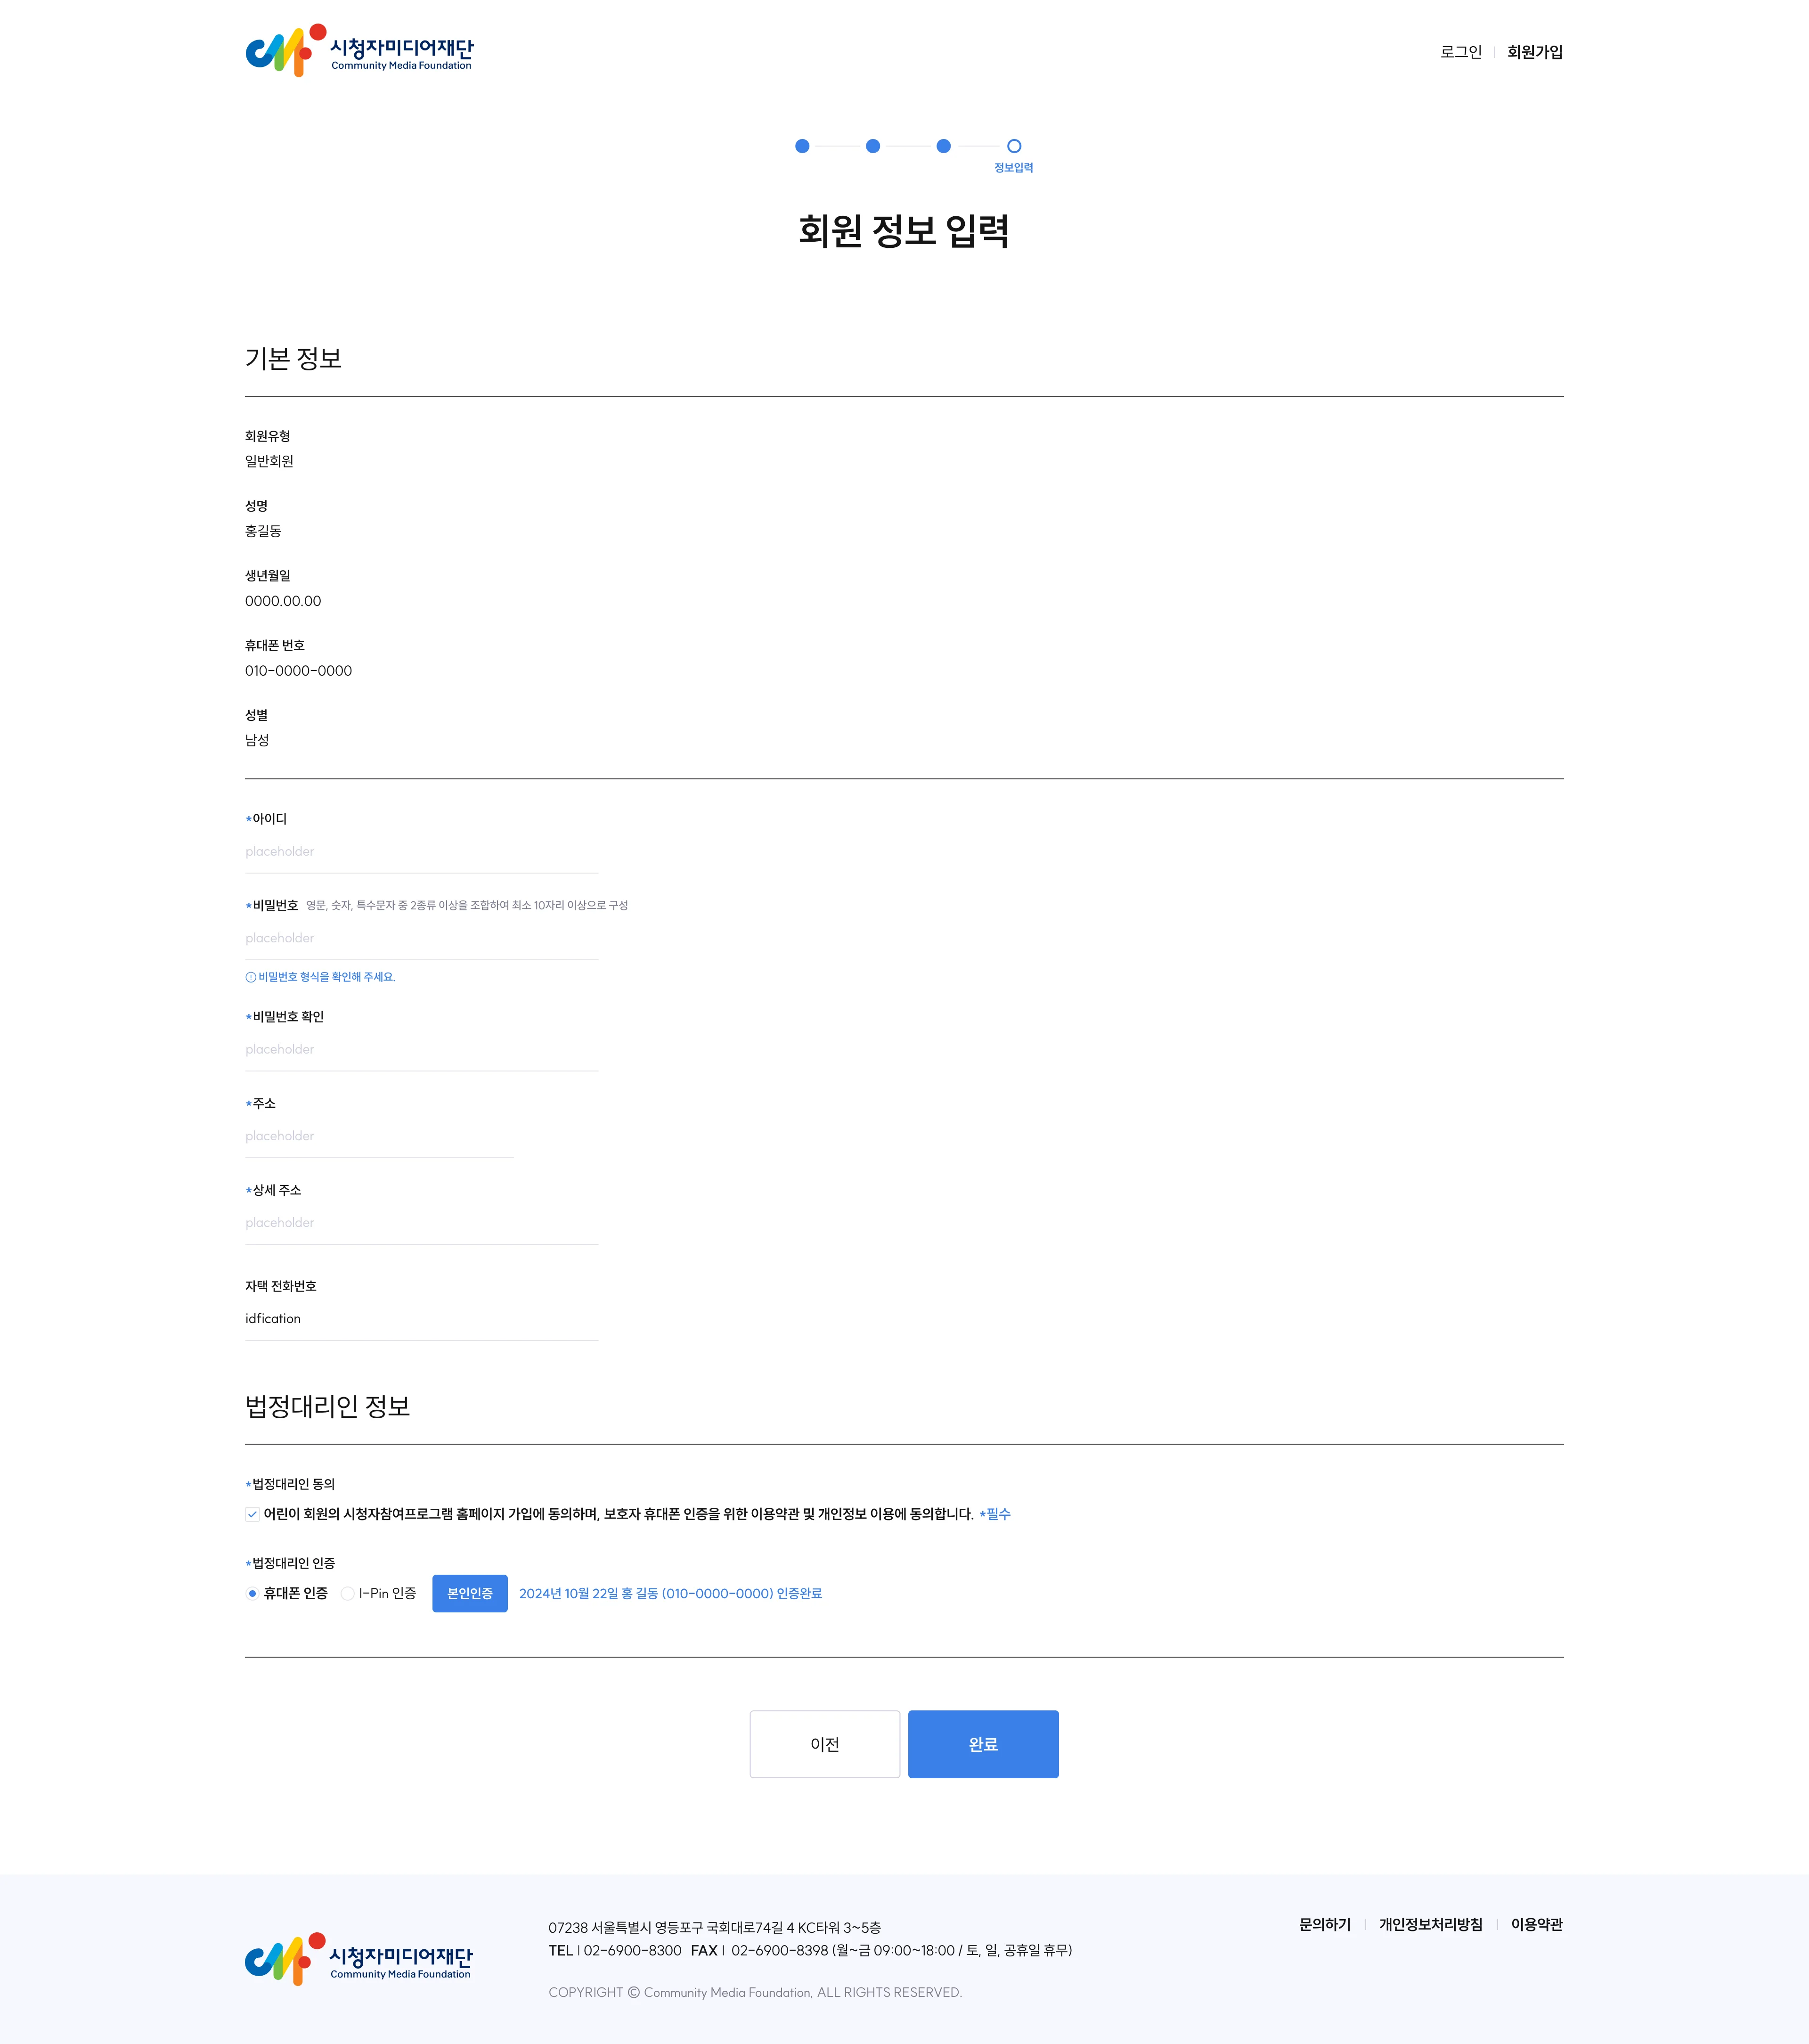 시청자미디어재단
Community Media Foundation
로그인 | 회원가입
정보입력
회원 정보 입력
기본 정보
회원유형
일반회원
성명
홍길동
생년월일
0000.00.00
휴대폰 번호
010-0000-0000
성별
남성
*아이디
placeholder
*비밀번호 영문, 숫자, 특수문자 중 2종류 이상을 조합하여 최소 10자리 이상으로 구성
placeholder
비밀번호 형식을 확인해 주세요.
*비밀번호 확인
placeholder
*주소
placeholder
*상세 주소
placeholder
자택 전화번호
idfication
법정대리인 정보
*법정대리인 동의
어린이 회원의 시청자참여프로그램 홈페이지 가입에 동의하며, 보호자 휴대폰 인증을 위한 이용약관 및 개인정보 이용에 동의합니다. *필수
*법정대리인 인증
휴대폰 인증 I-Pin 인증 본인인증 2024년 10월 22일 홍 길동 (010-0000-0000) 인증완료
이전 완료
시청자미디어재단
Community Media Foundation
07238 서울특별시 영등포구 국회대로74길 4 KC타워 3~5층
TEL | 02-6900-8300 FAX | 02-6900-8398 (월~금 09:00~18:00 / 토, 일, 공휴일 휴무)
COPYRIGHT © Community Media Foundation, ALL RIGHTS RESERVED.
문의하기 | 개인정보처리방침 | 이용약관